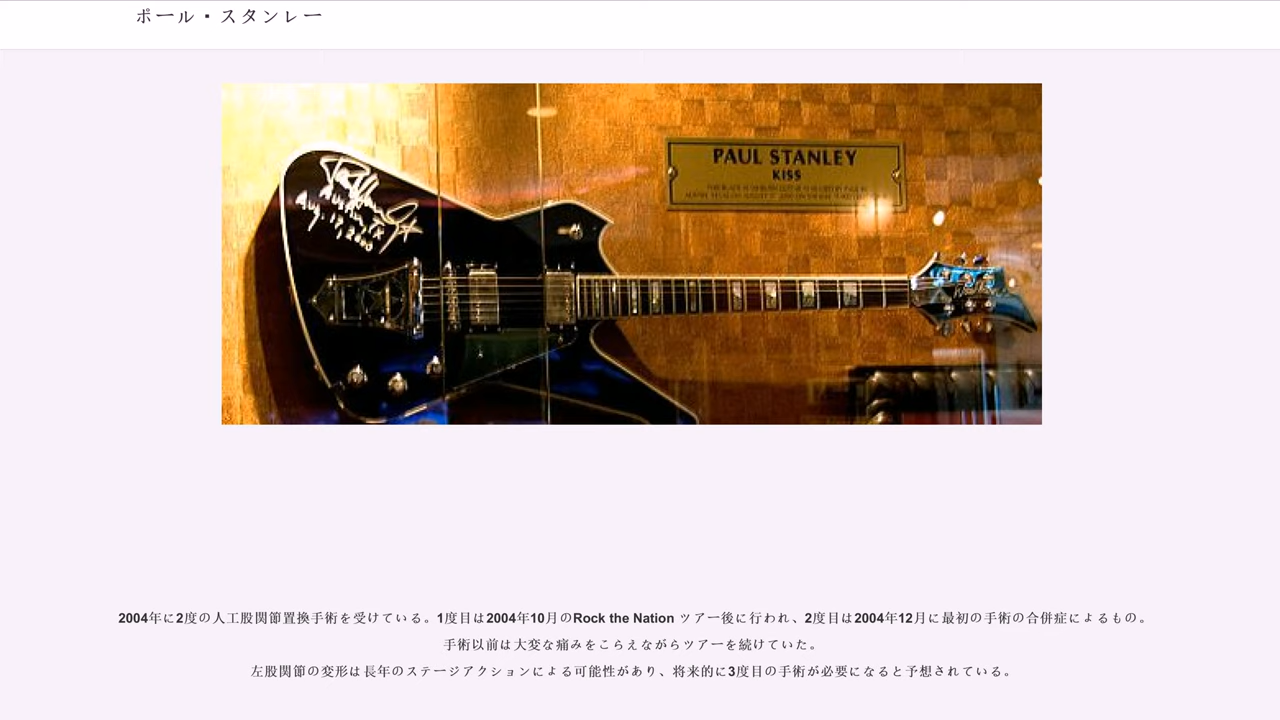 ポール・スタンレー
PAUL STANLEY
KISS
Aug. 17, 2000
2004年に2度の人工股関節置換手術を受けている。1度目は2004年10月のRock the Nation ツアー後に行われ、2度目は2004年12月に最初の手術の合併症によるもの。
手術以前は大変な痛みをこらえながらツアーを続けていた。
左股関節の変形は長年のステージアクションによる可能性があり、将来的に3度目の手術が必要になると予想されている。